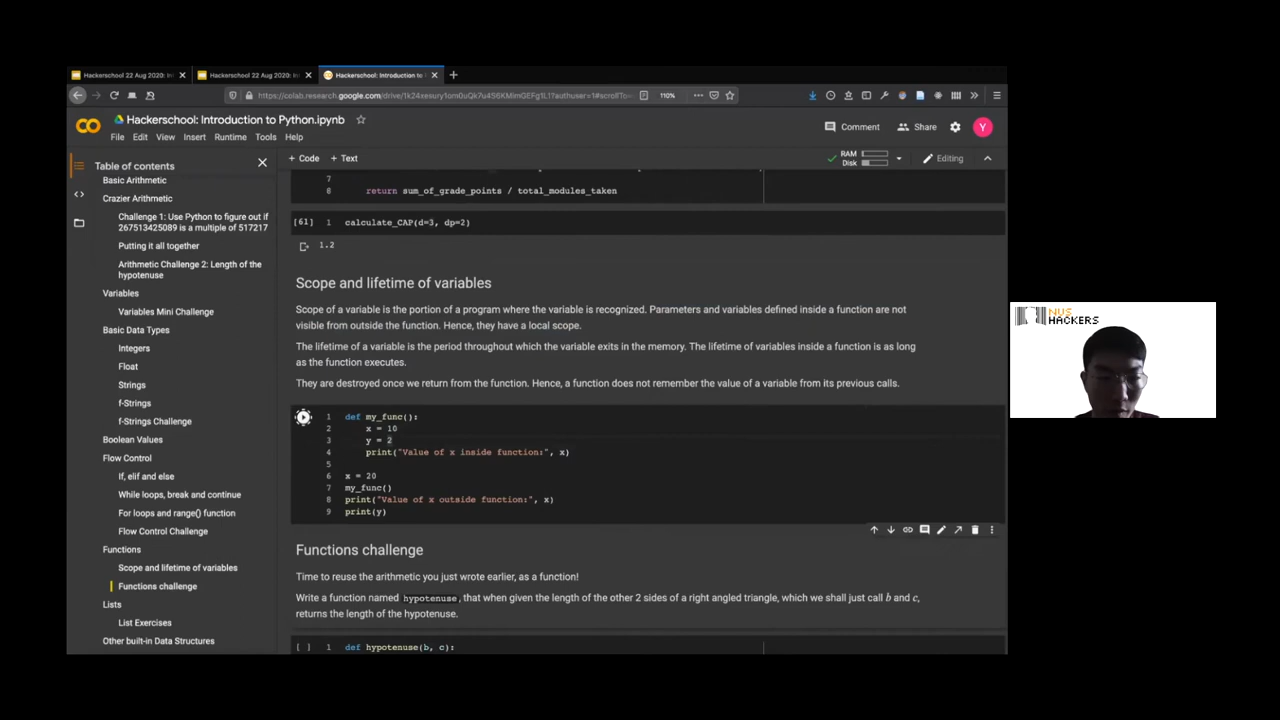 Hackerschool 22 Aug 2020: In
Hackerschool 22 Aug 2020: In
Hackerschool: Introduction to
110%
Hackerschool: Introduction to Python.ipynb
File Edit View Insert Runtime Tools Help
Comment
Share
Y
Table of contents
Basic Arithmetic
Crazier Arithmetic
Challenge 1: Use Python to figure out if
267513425089 is a multiple of 517217
Putting it all together
Arithmetic Challenge 2: Length of the
hypotenuse
Variables
Variables Mini Challenge
Basic Data Types
Integers
Float
Strings
f-Strings
f-Strings Challenge
Boolean Values
Flow Control
If, elif and else
While loops, break and continue
For loops and range() function
Flow Control Challenge
Functions
Scope and lifetime of variables
Functions challenge
Lists
List Exercises
Other built-in Data Structures
+ Code + Text
RAM
Disk
Editing
7
8 return sum_of_grade_points / total_modules_taken
[61] 1 calculate_CAP(d=3, dp=2)
1.2
Scope and lifetime of variables
Scope of a variable is the portion of a program where the variable is recognized. Parameters and variables defined inside a function are not
visible from outside the function. Hence, they have a local scope.
The lifetime of a variable is the period throughout which the variable exits in the memory. The lifetime of variables inside a function is as long
as the function executes.
They are destroyed once we return from the function. Hence, a function does not remember the value of a variable from its previous calls.
1 def my_func():
2 x = 10
3 y = 2
4 print("Value of x inside function:", x)
5
6 x = 20
7 my_func()
8 print("Value of x outside function:", x)
9 print(y)
Functions challenge
Time to reuse the arithmetic you just wrote earlier, as a function!
Write a function named hypotenuse, that when given the length of the other 2 sides of a right angled triangle, which we shall just call b and c,
returns the length of the hypotenuse.
[ ] 1 def hypotenuse(b, c):
NUS
HACKERS